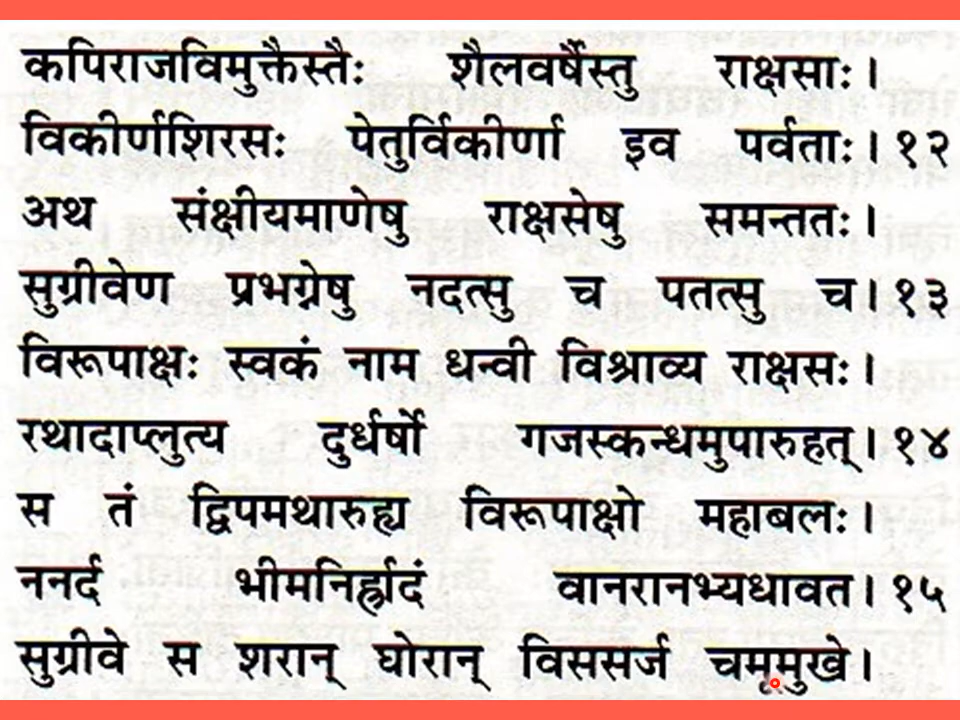 कपिराजविमुक्तैस्तैः शैलवर्षैस्तु राक्षसाः।
विकीर्णशिरसः पेतुर्विकीर्णा इव पर्वताः। १२
अथ संक्षीयमाणेषु राक्षसेषु समन्ततः।
सुग्रीवेण प्रभग्नेषु नदत्सु च पतत्सु च। १३
विरूपाक्षः स्वकं नाम धन्वी विश्राव्य राक्षसः।
रथादाप्लुत्य दुर्धर्षो गजस्कन्धमुपारुहत्। १४
स तं द्विपमथारुह्य विरूपाक्षो महाबलः।
ननर्द भीमनिर्ह्रादं वानरानभ्यधावत। १५
सुग्रीवे स शरान् घोरान् विससर्ज चमूमुखे।